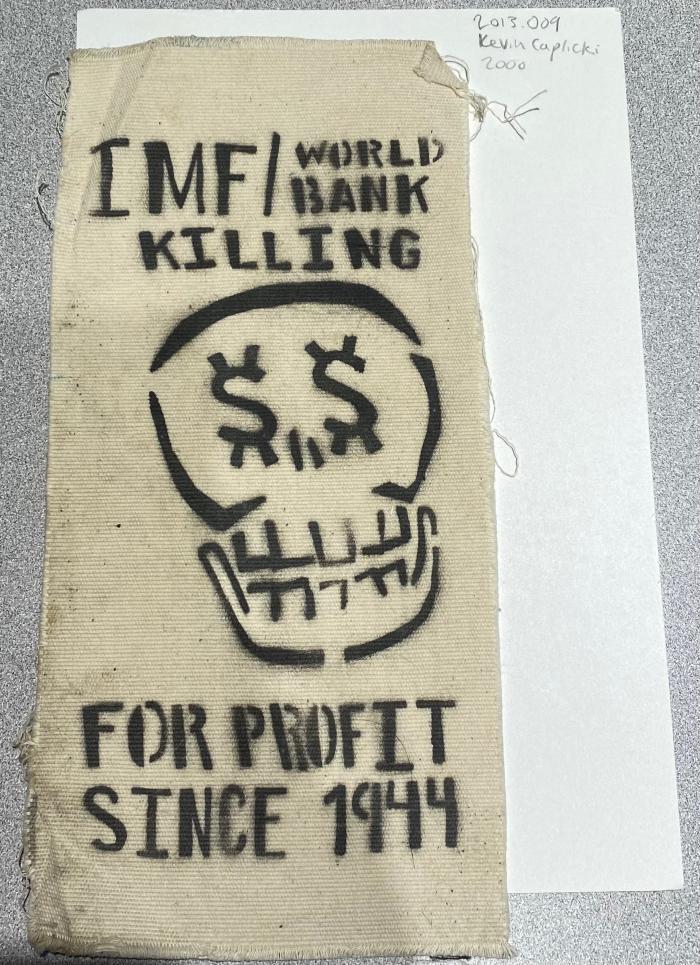 2013.009
Kevin Caplicki
2000
IMF/WORLD
BANK
KILLING
$ $
FOR PROFIT
SINCE 1944